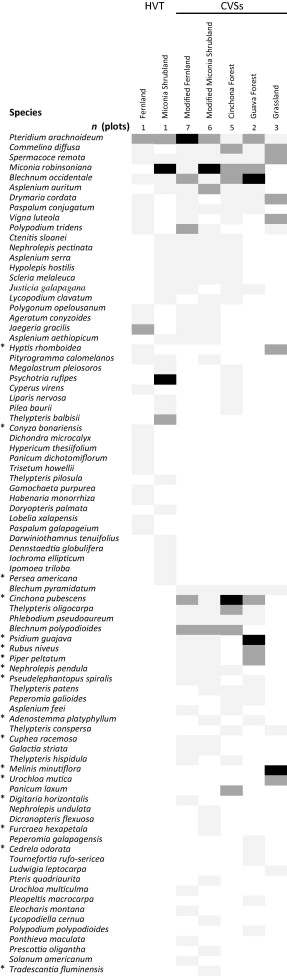 HVT CVSs
Fernland
Miconia Shrubland
Modified Fernland
Modified Miconia Shrubland
Cinchona Forest
Guava Forest
Grassland
Species
n (plots) 1 1 7 6 5 2 3
Pteridium arachnoideum
Commelina diffusa
Spermacoce remota
Miconia robinsoniana
Blechnum occidentale
Asplenium auritum
Drymaria cordata
Paspalum conjugatum
Vigna luteola
Polypodium tridens
Ctenitis sloanei
Nephrolepis pectinata
Asplenium serra
Hypolepis hostilis
Scleria melaleuca
Justicia galapagana
Lycopodium clavatum
Polygonum opelousanum
Ageratum conyzoides
Jaegeria gracilis
Asplenium aethiopicum
* Hyptis rhomboidea
Pityrogramma calomelanos
Megalastrum pleiosoros
Psychotria rufipes
Cyperus virens
Liparis nervosa
Pilea baurii
Thelypteris balbisii
* Conyza bonariensis
Dichondra microcalyx
Hypericum thesiifolium
Panicum dichotomiflorum
Trisetum howellii
Thelypteris pilosula
Gamochaeta purpurea
Habenaria monorrhiza
Doryopteris palmata
Lobelia xalapensis
Paspalum galapageium
Darwiniothamnus tenuifolius
Dennstaedtia globulifera
Iochroma ellipticum
Ipomoea triloba
* Persea americana
Blechum pyramidatum
* Cinchona pubescens
Thelypteris oligocarpa
Phlebodium pseudoaureum
Blechnum polypodioides
* Psidium guajava
* Rubus niveus
* Piper peltatum
* Nephrolepis pendula
* Pseudelephantopus spiralis
Thelypteris patens
Peperomia galioides
Asplenium feei
* Adenostemma platyphyllum
Thelypteris conspersa
* Cuphea racemosa
Galactia striata
Thelypteris hispidula
* Melinis minutiflora
* Urochloa mutica
Panicum laxum
* Digitaria horizontalis
Nephrolepis undulata
Dicranopteris flexuosa
* Furcraea hexapetala
Peperomia galapagensis
* Cedrela odorata
Tournefortia rufo-sericea
Ludwigia leptocarpa
Pteris quadriaurita
Urochloa multiculma
Pleopeltis macrocarpa
Eleocharis montana
Lycopodiella cernua
Polypodium polypodioides
Ponthieva maculata
Prescottia oligantha
Solanum americanum
* Tradescantia fluminensis